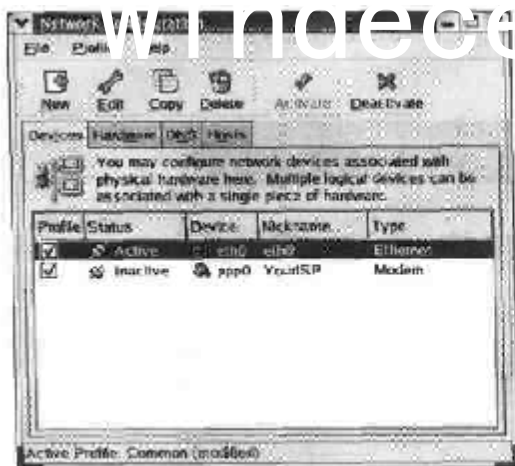 windece
File Profile Help
New Edit Copy Delete Activate Deactivate
Devices Hardware DNS Hosts
You may configure network devices associated with
physical hardware here. Multiple logical devices can be
associated with a single piece of hardware.
Profile Status Device Nickname Type
Active eth0 eth0 Ethernet
Inactive ppp0 YourISP Modem
Active Profile: Common (modified)